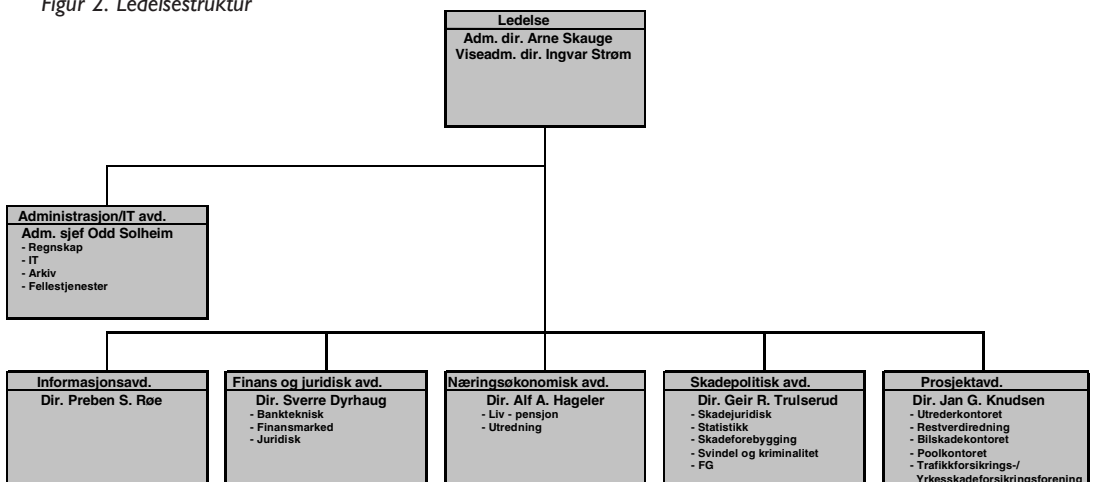 Figur 2. Ledelsestruktur
Ledelse
Adm. dir. Arne Skauge
Viseadm. dir. Ingvar Strøm
Administrasjon/IT avd.
Adm. sjef Odd Solheim
- Regnskap
- IT
- Arkiv
- Fellestjenester
Informasjonsavd.
Dir. Preben S. Røe
Finans og juridisk avd.
Dir. Sverre Dyrhaug
- Bankteknisk
- Finansmarked
- Juridisk
Næringsøkonomisk avd.
Dir. Alf A. Hageler
- Liv - pensjon
- Utredning
Skadepolitisk avd.
Dir. Geir R. Trulserud
- Skadejuridisk
- Statistikk
- Skadeforebygging
- Svindel og kriminalitet
- FG
Prosjektavd.
Dir. Jan G. Knudsen
- Utrederkontoret
- Restverdiredning
- Bilskadekontoret
- Poolkontoret
- Trafikkforsikrings-/
Yrkesskadeforsikringsforening